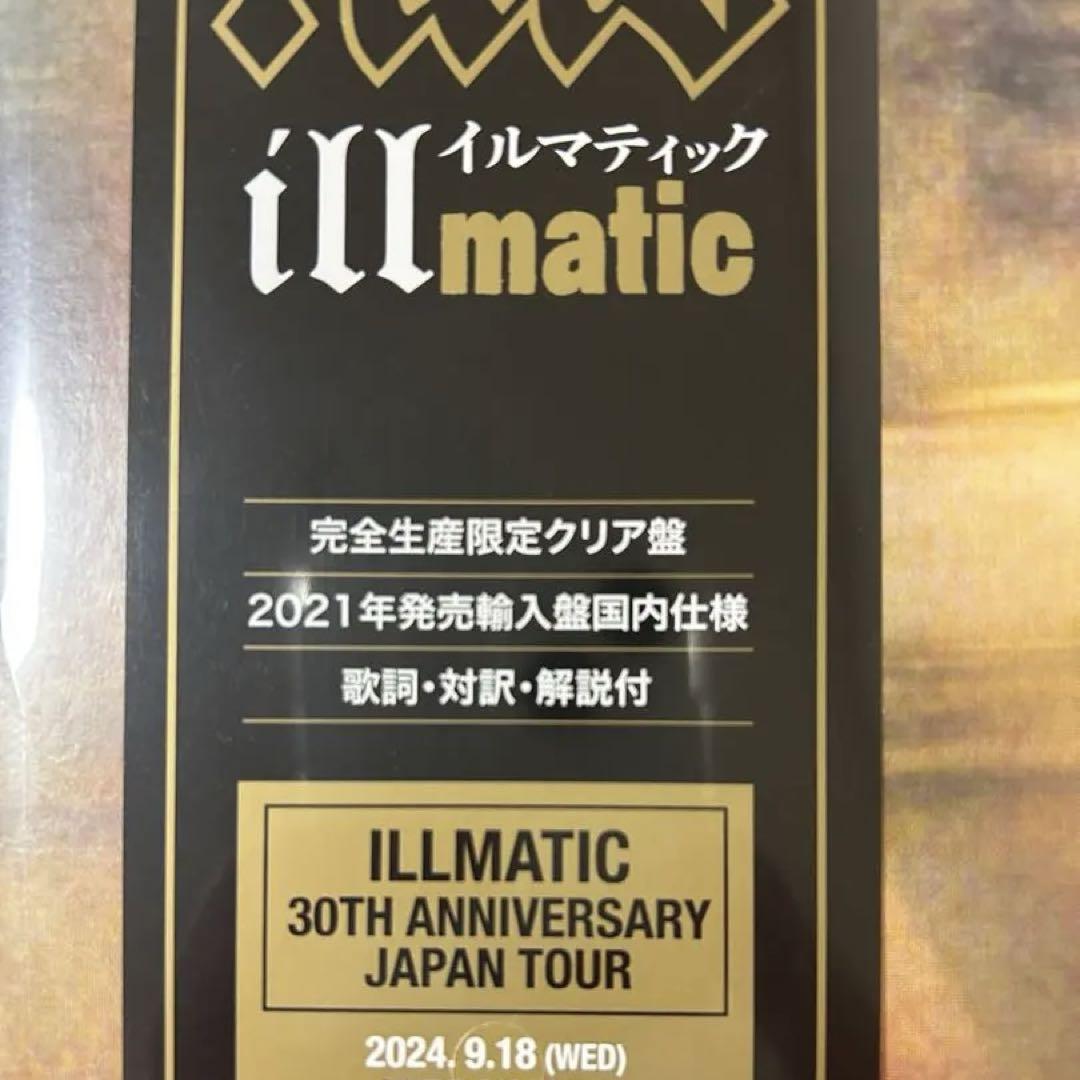 イルマティック
illmatic
完全生産限定クリア盤
2021年発売輸入盤国内仕様
歌詞・対訳・解説付
ILLMATIC
30TH ANNIVERSARY
JAPAN TOUR
2024. 9.18 (WED)